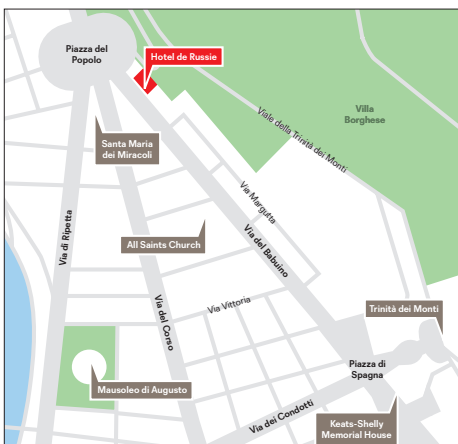 Piazza del
Popolo
Hotel de Russie
Villa
Borghese
Viale della Trinità dei Monti
Santa Maria
dei Miracoli
Via Margutta
Via di Ripetta
All Saints Church
Via del Babuino
Via del Corso
Via Vittoria
Trinità dei Monti
Piazza di
Spagna
Mausoleo di Augusto
Via dei Condotti
Keats-Shelly
Memorial House